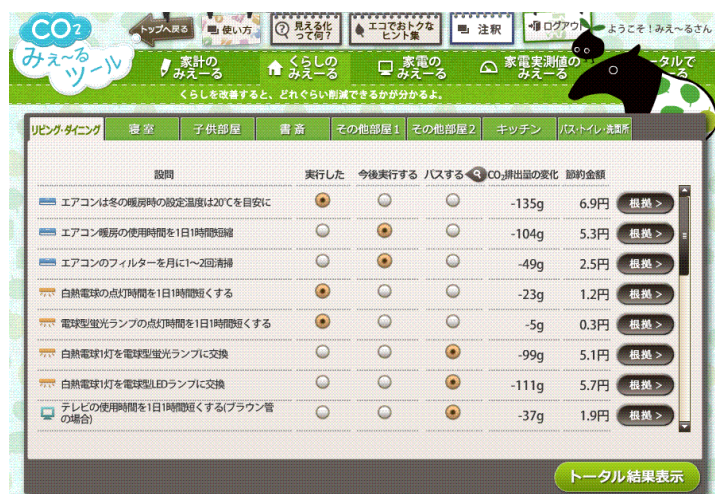 CO2
みえ~る
ツール
トップへ戻る
使い方
見える化
って何?
エコでおトクな
ヒント集
注釈
ログアウ
ようこそ！みえーるさん
家計の
みえーる
くらしの
みえーる
家電の
みえーる
家電実測値の
みえーる
タルで
る
くらしを改善すると、どれぐらい削減できるかが分かるよ。
リビング・ダイニング 寝室 子供部屋 書斎 その他部屋1 その他部屋2 キッチン バス・トイレ・洗面所
設問 実行した 今後実行する パスする CO₂排出量の変化 節約金額
エアコンは冬の暖房時の設定温度は20℃を目安に -135g 6.9円 根拠 >
エアコン暖房の使用時間を1日1時間短縮 -104g 5.3円 根拠 >
エアコンのフィルターを月に1〜2回清掃 -49g 2.5円 根拠 >
白熱電球の点灯時間を1日1時間短くする -23g 1.2円 根拠 >
電球型蛍光ランプの点灯時間を1日1時間短くする -5g 0.3円 根拠 >
白熱電球1灯を電球型蛍光ランプに交換 -99g 5.1円 根拠 >
白熱電球1灯を電球型LEDランプに交換 -111g 5.7円 根拠 >
テレビの使用時間を1日1時間短くする(ブラウン管
の場合) -37g 1.9円 根拠 >
トータル結果表示